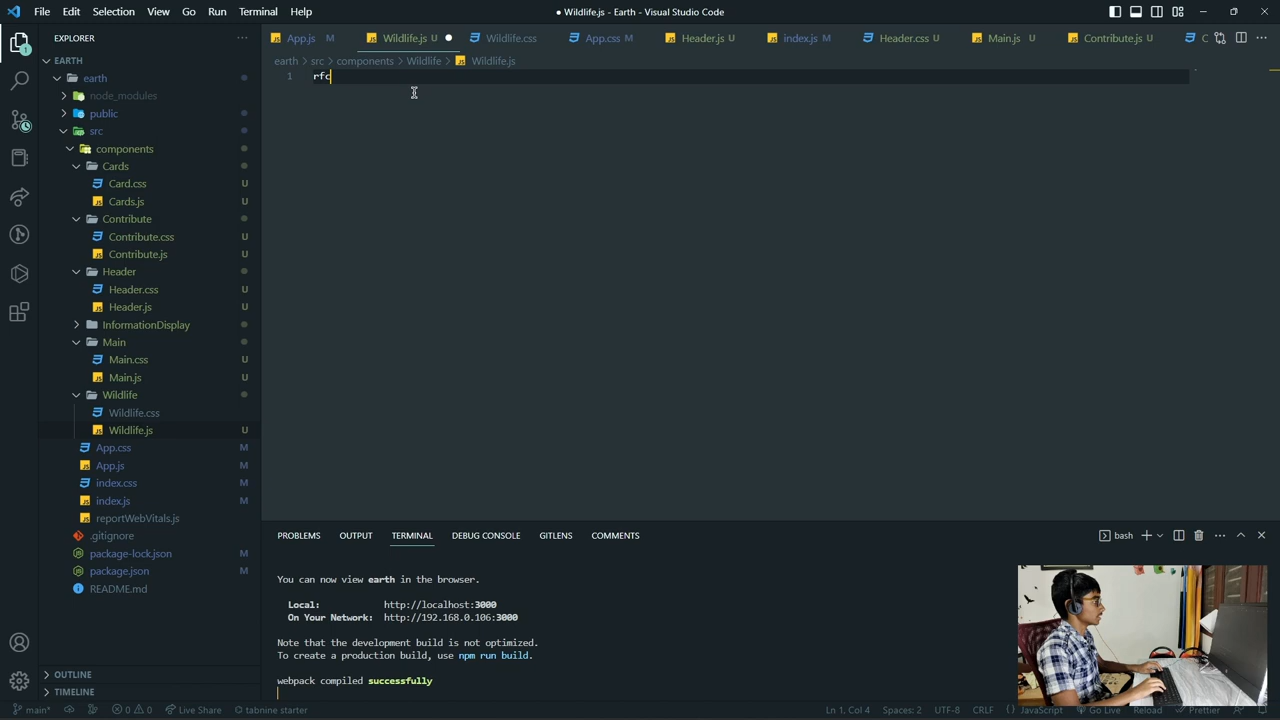 File Edit Selection View Go Run Terminal Help
● Wildlife.js - Earth - Visual Studio Code
EXPLORER
App.js M
Wildlife.js U
Wildlife.css
App.css M
Header.js U
index.js M
Header.css U
Main.js U
Contribute.js U
C
EARTH
earth > src > components > Wildlife > Wildlife.js
1 rfc
earth
node_modules
public
src
components
Cards
Card.css U
Cards.js U
Contribute
Contribute.css U
Contribute.js U
Header
Header.css U
Header.js U
InformationDisplay
Main
Main.css U
Main.js U
Wildlife
Wildlife.css
Wildlife.js U
App.css M
App.js M
index.css M
index.js M
reportWebVitals.js
.gitignore
package-lock.json M
package.json M
README.md
OUTLINE
TIMELINE
PROBLEMS OUTPUT TERMINAL DEBUG CONSOLE GITLENS COMMENTS
bash
You can now view earth in the browser.
Local: http://localhost:3000
On Your Network: http://192.168.0.106:3000
Note that the development build is not optimized.
To create a production build, use npm run build.
webpack compiled successfully
main* 0 0 Live Share tabnine starter
Ln 1, Col 4 Spaces: 2 UTF-8 CRLF JavaScript Go Live Reload Prettier